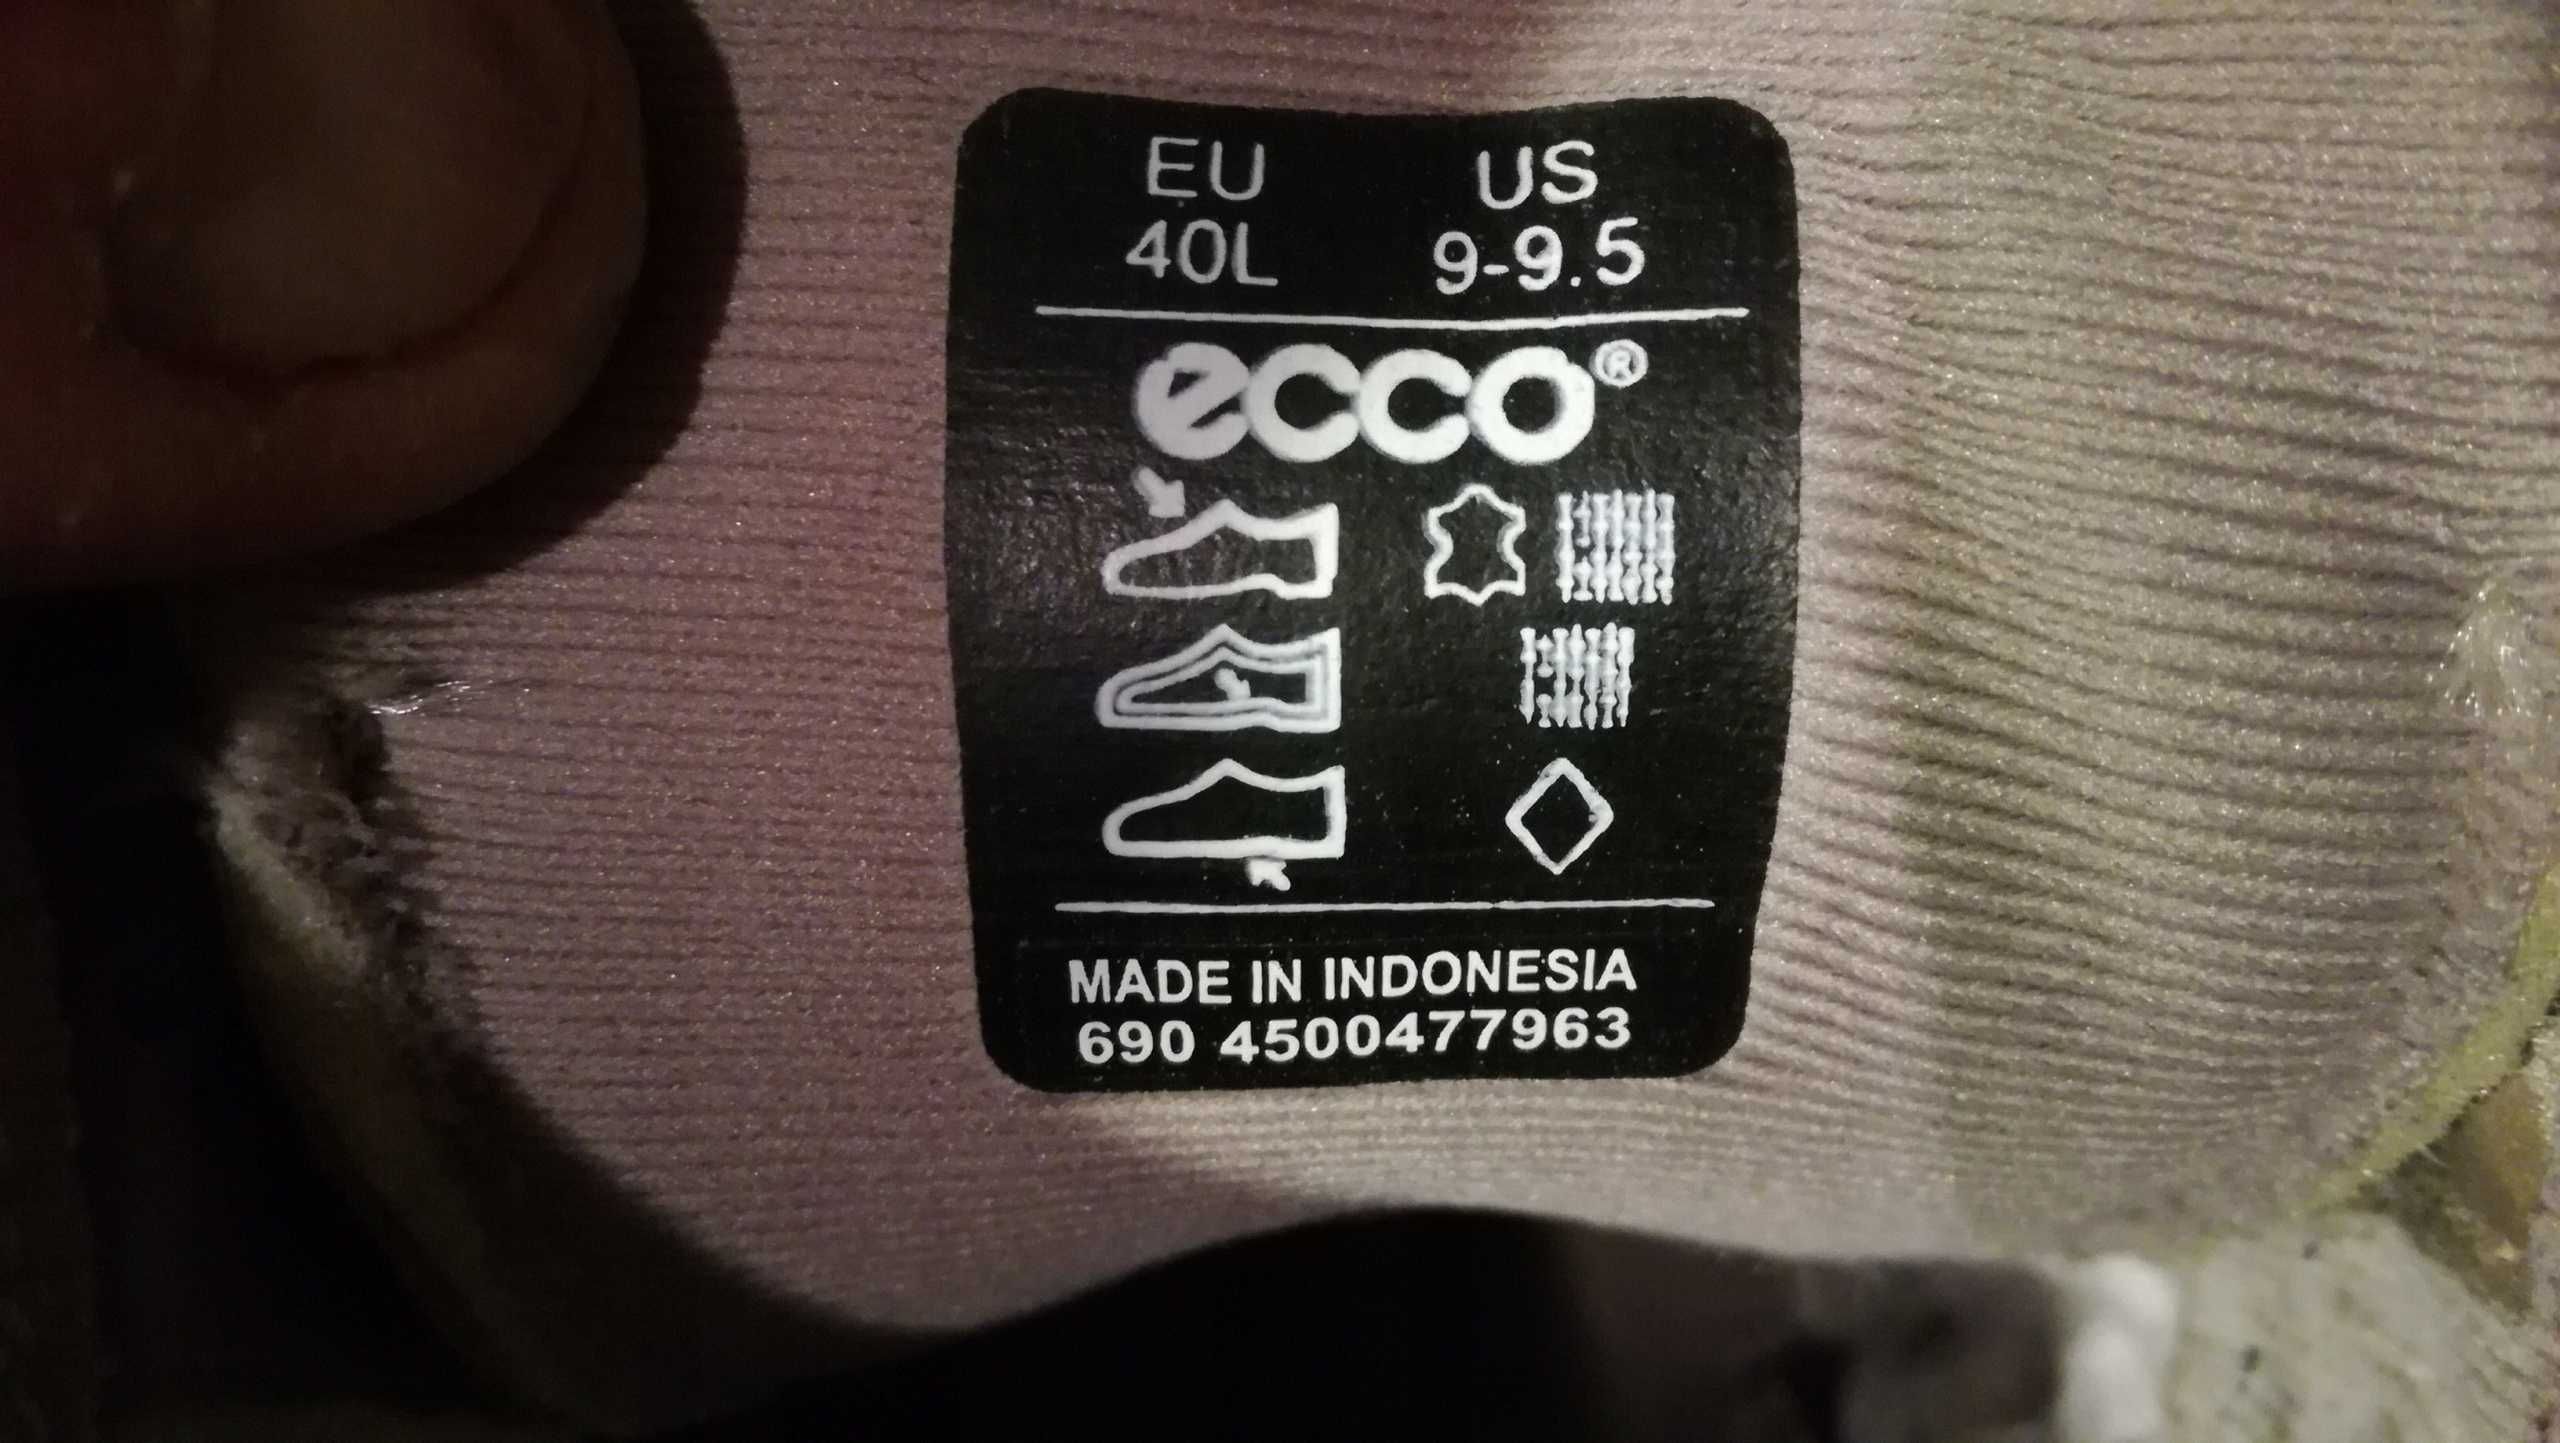 EU US
40L 9-9.5
ecco®
MADE IN INDONESIA
690 4500477963